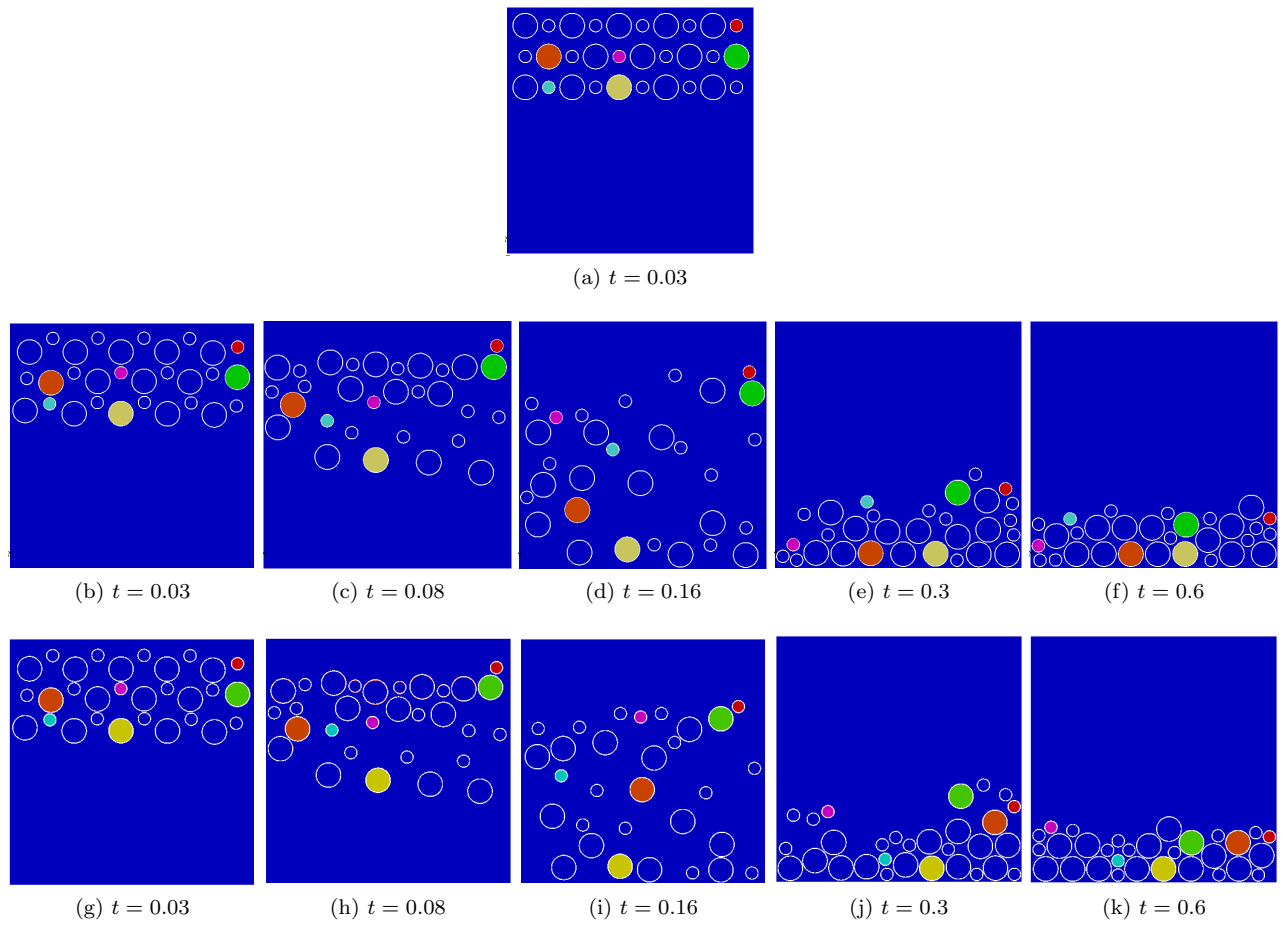 (a) t = 0.03
(b) t = 0.03
(c) t = 0.08
(d) t = 0.16
(e) t = 0.3
(f) t = 0.6
(g) t = 0.03
(h) t = 0.08
(i) t = 0.16
(j) t = 0.3
(k) t = 0.6